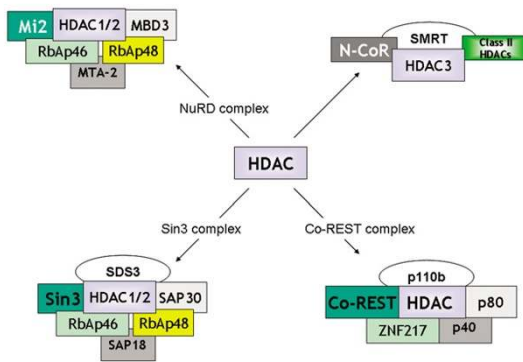 Mi2 HDAC1/2 MBD3
RbAp46 RbAp48
MTA-2
SMRT
N-CoR
Class II
HDACs
HDAC3
NuRD complex
HDAC
Sin3 complex
Co-REST complex
SDS3
Sin3 HDAC1/2 SAP30
RbAp46 RbAp48
SAP18
p110b
Co-REST HDAC p80
ZNF217 p40